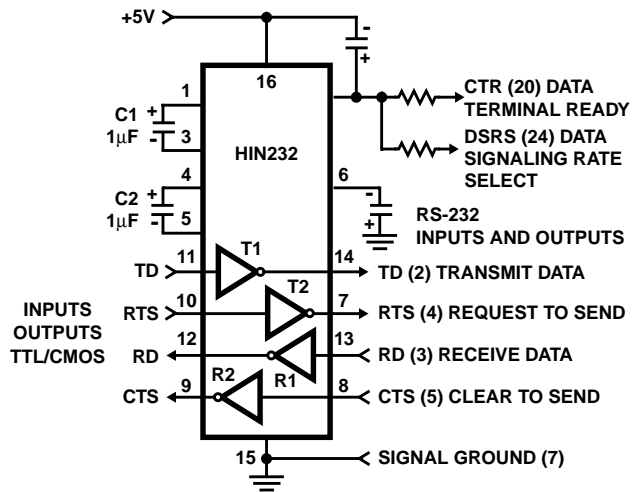 +5V
-
+
16
1
CTR (20) DATA
TERMINAL READY
C1
+
1μF
-
3
HIN232
DSRS (24) DATA
SIGNALING RATE
SELECT
4
6
C2
+
1μF
-
5
-
+
RS-232
INPUTS AND OUTPUTS
TD
11
T1
14
TD (2) TRANSMIT DATA
INPUTS
OUTPUTS
TTL/CMOS
RTS
10
T2
7
RTS (4) REQUEST TO SEND
RD
12
R1
13
RD (3) RECEIVE DATA
CTS
9
R2
8
CTS (5) CLEAR TO SEND
15
SIGNAL GROUND (7)